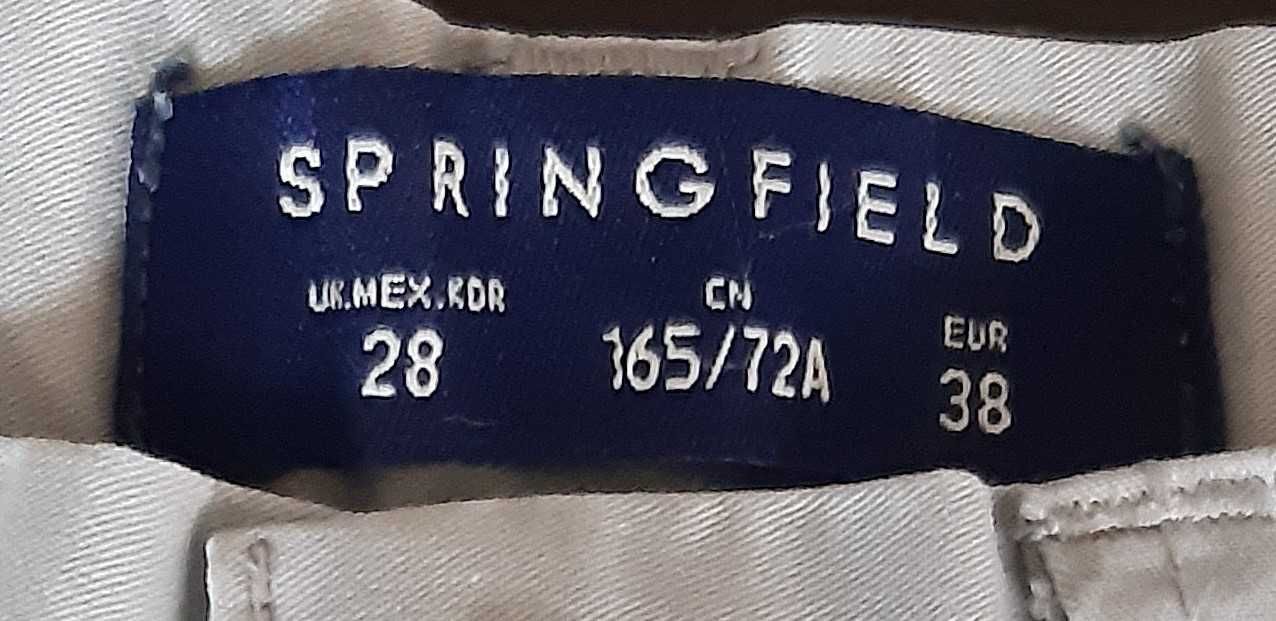 SPRINGFIELD
UK.MEX.KOR CN EUR
28 165/72A 38